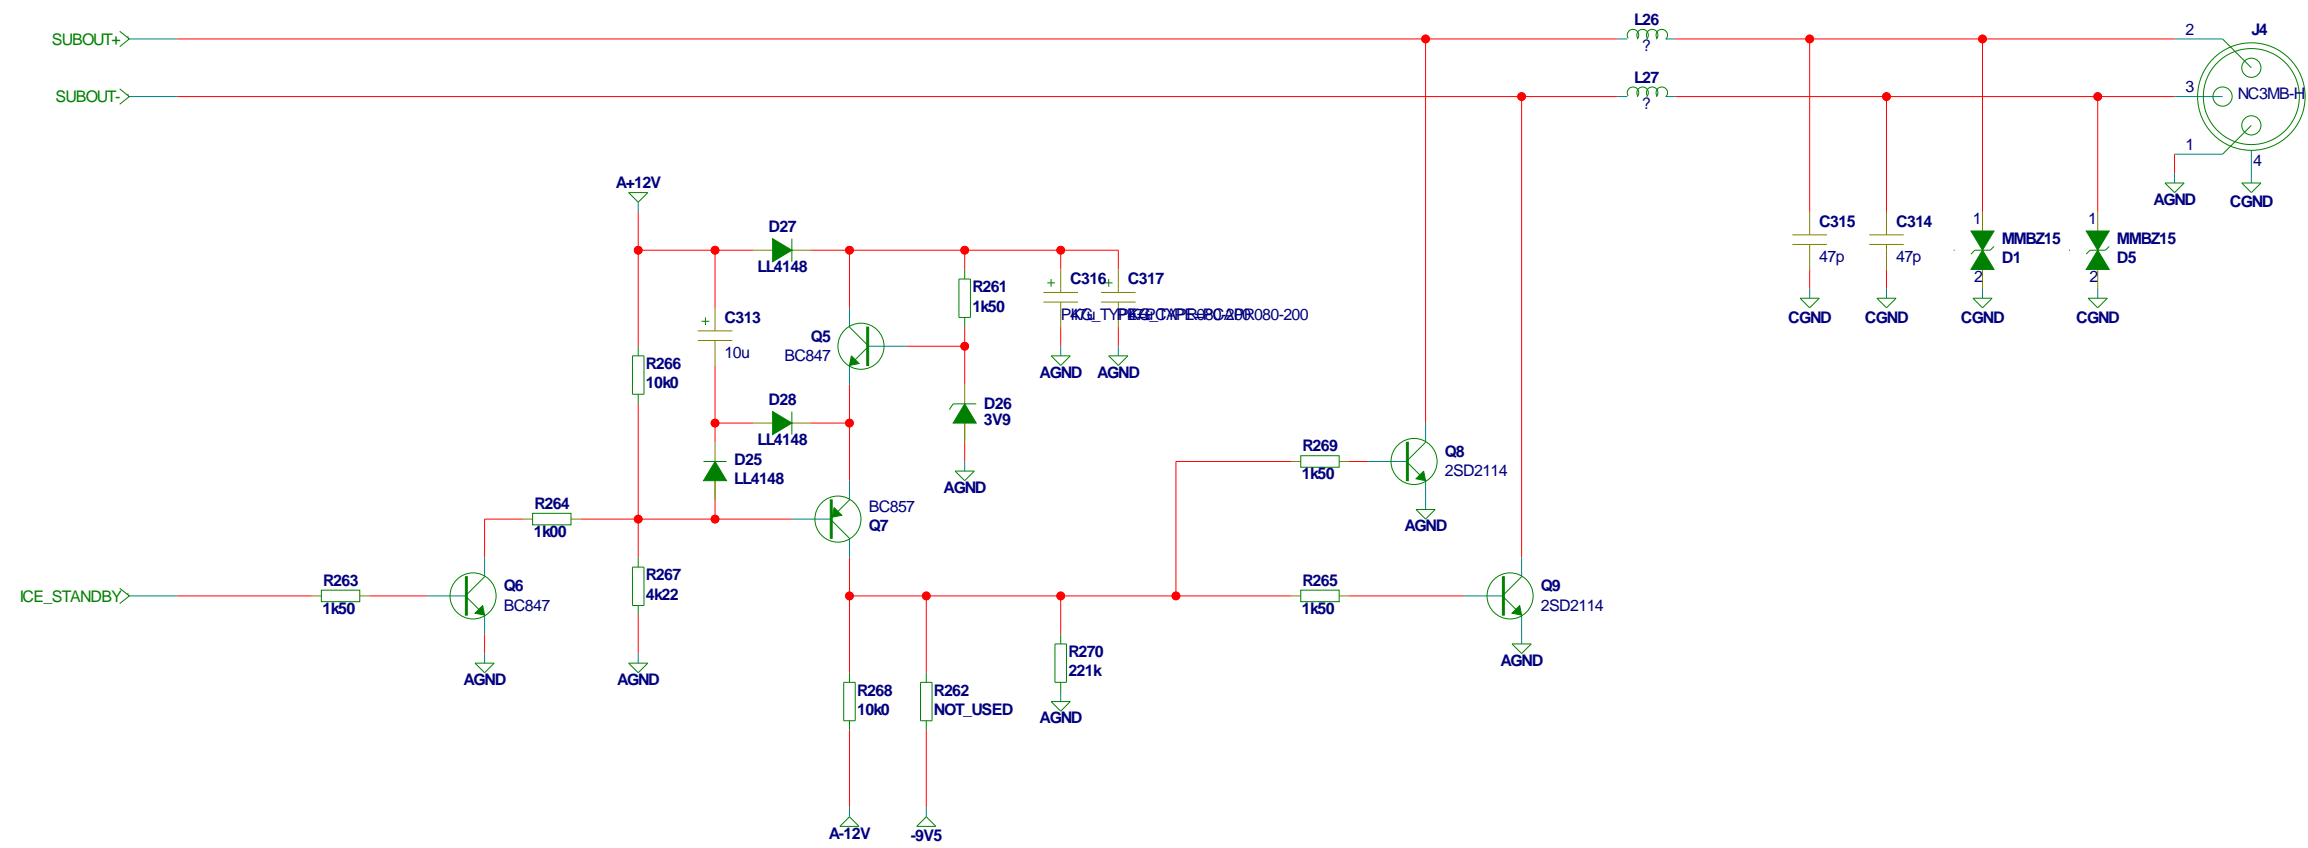 SUBOUT+
L26
?
2
J4
SUBOUT-
L27
?
3
NC3MB-H
1
4
AGND
CGND
A+12V
D27
LL4148
C315
47p
CGND
C314
47p
CGND
1
MMBZ15
D1
2
CGND
1
MMBZ15
D5
2
CGND
R261
1k50
+
C316
AGND
+
C317
AGND
+
C313
10u
Q5
BC847
R266
10k0
D28
LL4148
D26
3V9
AGND
D25
LL4148
R264
1k00
BC857
Q7
R269
1k50
Q8
2SD2114
AGND
ICE_STANDBY
R263
1k50
Q6
BC847
AGND
R267
4k22
AGND
R265
1k50
Q9
2SD2114
AGND
R270
221k
AGND
R268
10k0
R262
NOT_USED
A-12V
-9V5